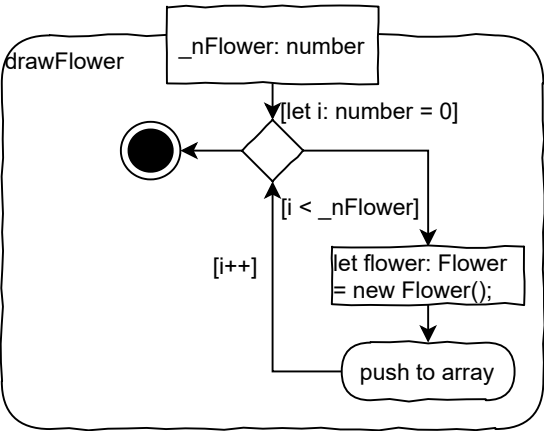 _nFlower: number
drawFlower
[let i: number = 0]
[i < _nFlower]
[i++]
let flower: Flower
= new Flower();
push to array